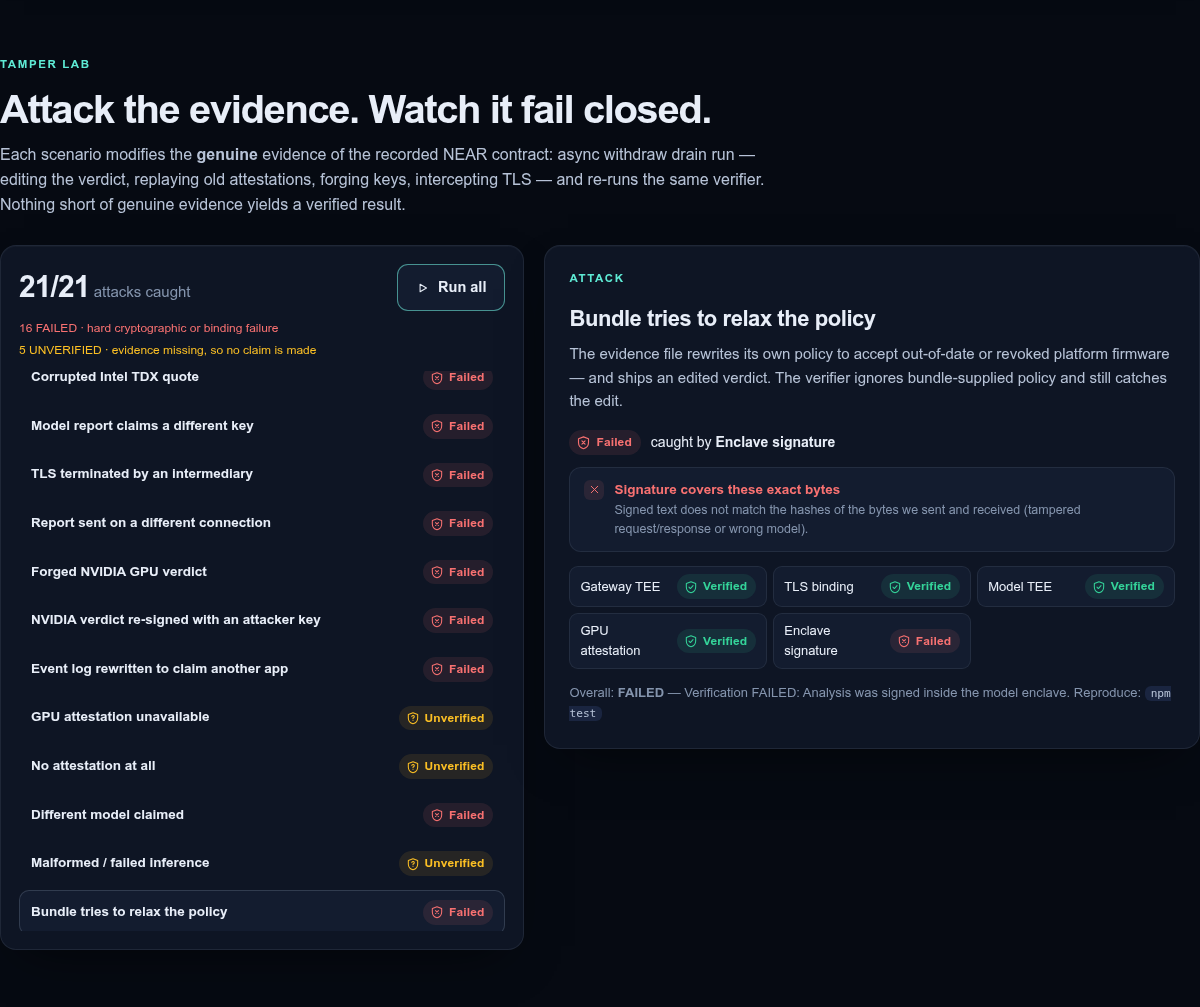 TAMPER LAB
Attack the evidence. Watch it fail closed.
Each scenario modifies the genuine evidence of the recorded NEAR contract: async withdraw drain run —
editing the verdict, replaying old attestations, forging keys, intercepting TLS — and re-runs the same verifier.
Nothing short of genuine evidence yields a verified result.
21/21 attacks caught
Run all
16 FAILED · hard cryptographic or binding failure
5 UNVERIFIED · evidence missing, so no claim is made
Corrupted Intel TDX quote Failed
Model report claims a different key Failed
TLS terminated by an intermediary Failed
Report sent on a different connection Failed
Forged NVIDIA GPU verdict Failed
NVIDIA verdict re-signed with an attacker key Failed
Event log rewritten to claim another app Failed
GPU attestation unavailable Unverified
No attestation at all Unverified
Different model claimed Failed
Malformed / failed inference Unverified
Bundle tries to relax the policy Failed
ATTACK
Bundle tries to relax the policy
The evidence file rewrites its own policy to accept out-of-date or revoked platform firmware
— and ships an edited verdict. The verifier ignores bundle-supplied policy and still catches
the edit.
Failed caught by Enclave signature
Signature covers these exact bytes
Signed text does not match the hashes of the bytes we sent and received (tampered
request/response or wrong model).
Gateway TEE Verified
TLS binding Verified
Model TEE Verified
GPU
attestation Verified
Enclave
signature Failed
Overall: FAILED — Verification FAILED: Analysis was signed inside the model enclave. Reproduce: npm
test